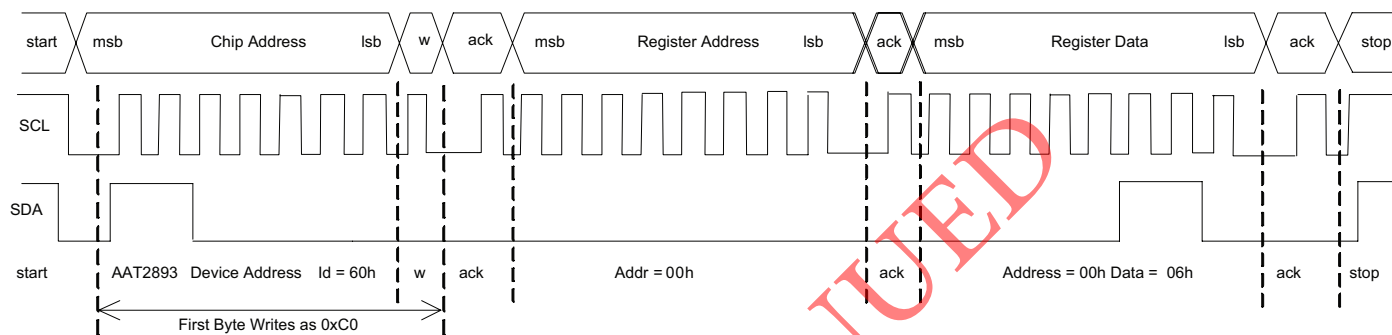 start msb Chip Address lsb w ack msb Register Address lsb ack msb Register Data lsb ack stop
SCL
SDA
start AAT2893 Device Address Id = 60h w ack Addr = 00h ack Address = 00h Data = 06h ack stop
First Byte Writes as 0xC0
UED